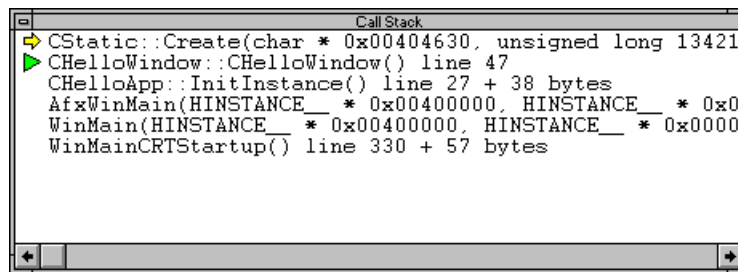 Call Stack
CStatic::Create(char * 0x00404630, unsigned long 13421
CHelloWindow::CHelloWindow() line 47
CHelloApp::InitInstance() line 27 + 38 bytes
AfxWinMain(HINSTANCE__ * 0x00400000, HINSTANCE__ * 0x0
WinMain(HINSTANCE__ * 0x00400000, HINSTANCE__ * 0x0000
WinMainCRTStartup() line 330 + 57 bytes